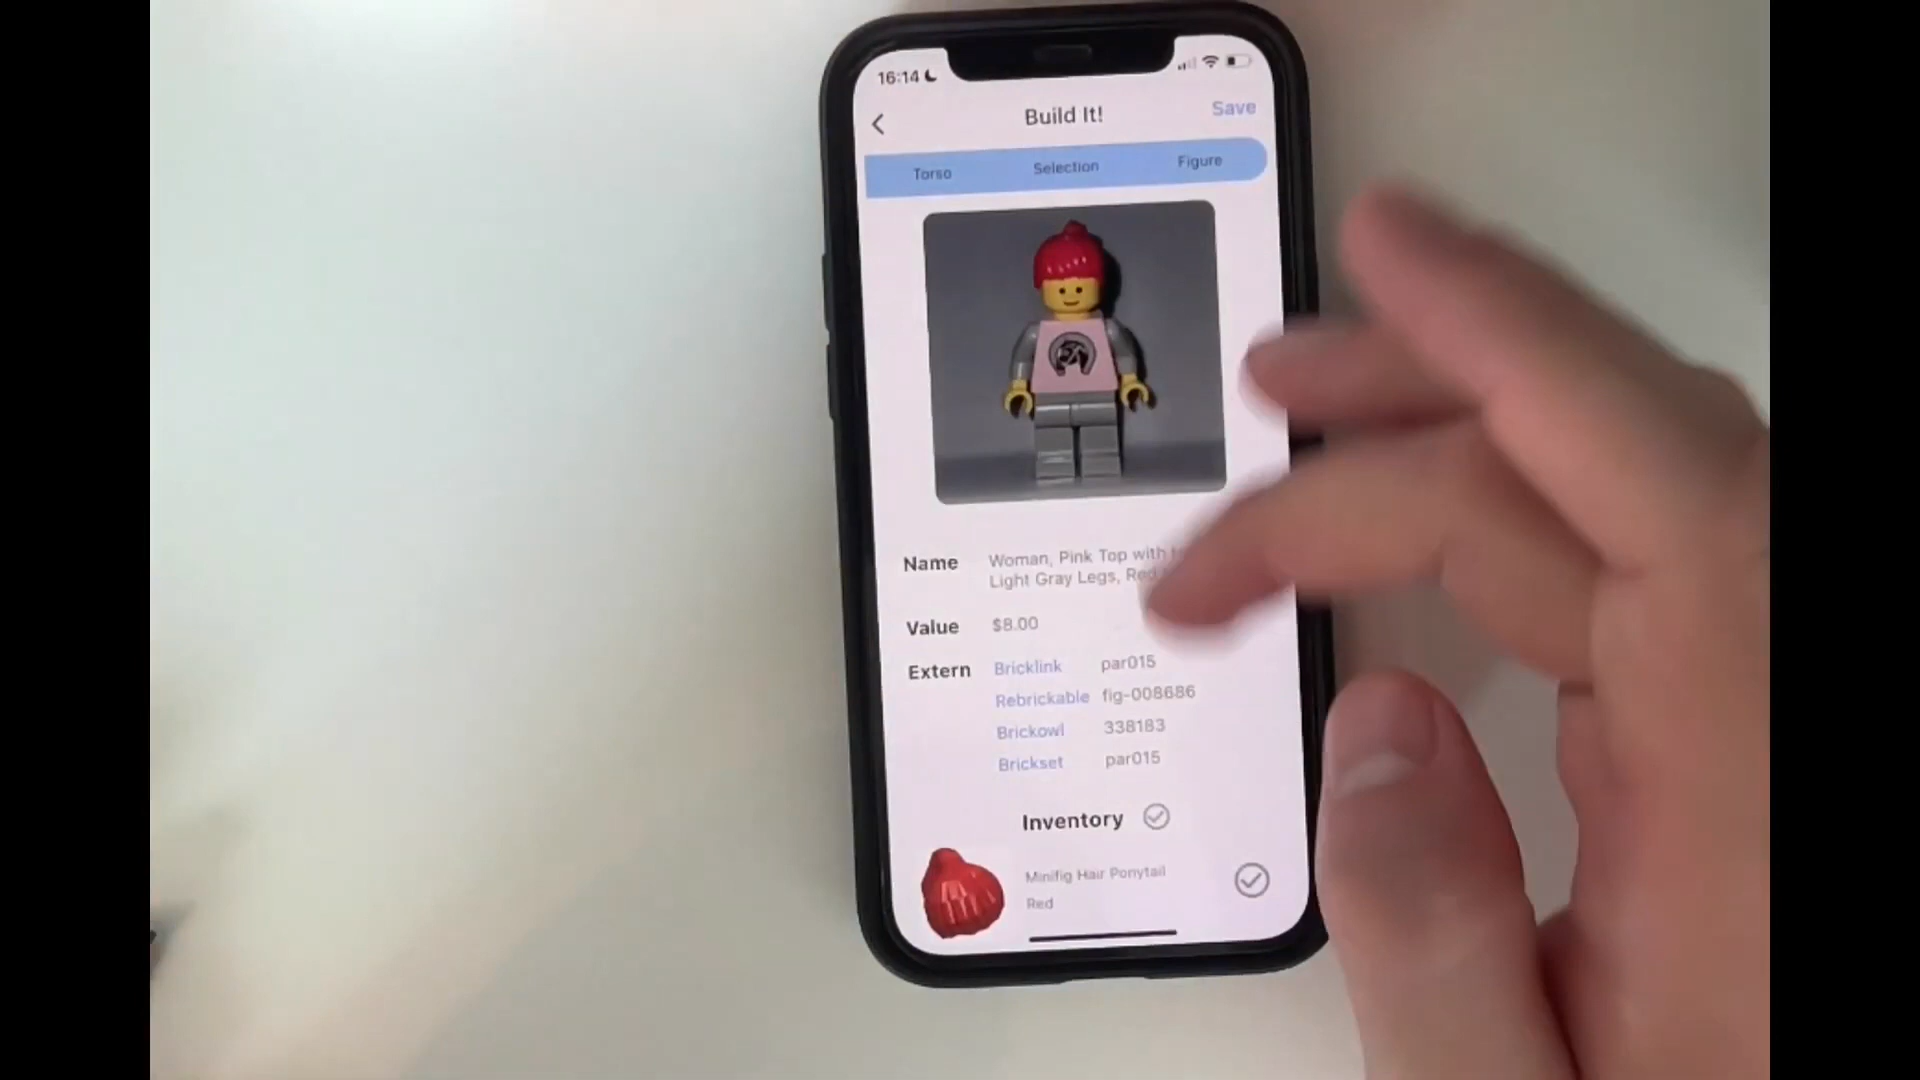 16:14
Build It!
Save
Torso
Selection
Figure
Name
Woman, Pink Top with
Light Gray Legs, Red
Value
$8.00
Extern
Bricklink
par015
Rebrickable
fig-008686
Brickowl
338183
Brickset
par015
Inventory
Minifig Hair Ponytail
Red